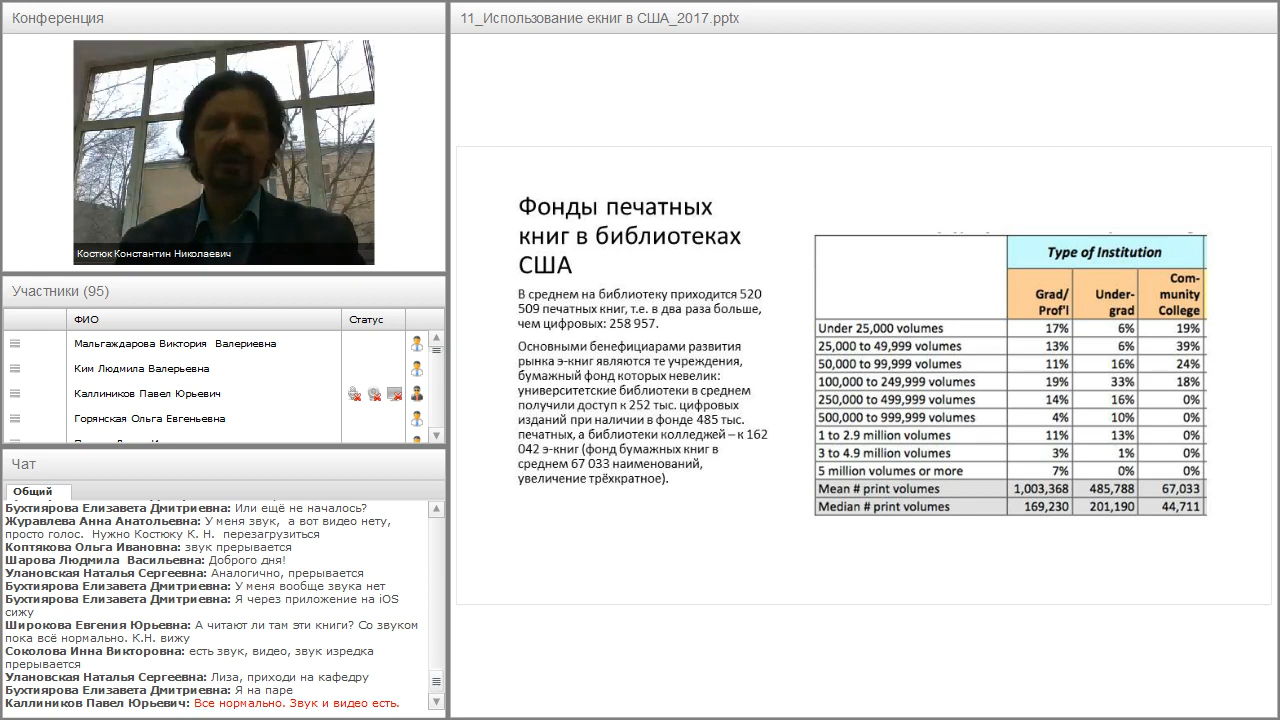 Конференция
Костюк Константин Николаевич
Участники (95)
ФИО
Статус
Мальгаждарова Виктория Валериевна
Ким Людмила Валерьевна
Каллиников Павел Юрьевич
Горянская Ольга Евгеньевна
Чат
Общий
Бухтиярова Елизавета Дмитриевна: Или ещё не началось?
Журавлева Анна Анатольевна: У меня звук, а вот видео нету,
просто голос. Нужно Костюку К. Н. перезагрузиться
Коптякова Ольга Ивановна: звук прерывается
Шарова Людмила Васильевна: Доброго дня!
Улановская Наталья Сергеевна: Аналогично, прерывается
Бухтиярова Елизавета Дмитриевна: У меня вообще звука нет
Бухтиярова Елизавета Дмитриевна: Я через приложение на iOS
сижу
Широкова Евгения Юрьевна: А читают ли там эти книги? Со звуком
пока всё нормально. К.Н. вижу
Соколова Инна Викторовна: есть звук, видео, звук изредка
прерывается
Улановская Наталья Сергеевна: Лиза, приходи на кафедру
Бухтиярова Елизавета Дмитриевна: Я на паре
Каллиников Павел Юрьевич: Все нормально. Звук и видео есть.
11_Использование екниг в США_2017.pptx
Фонды печатных
книг в библиотеках
США
В среднем на библиотеку приходится 520
509 печатных книг, т.е. в два раза больше,
чем цифровых: 258 957.
Основными бенефициарами развития
рынка э-книг являются те учреждения,
бумажный фонд которых невелик:
университетские библиотеки в среднем
получили доступ к 252 тыс. цифровых
изданий при наличии в фонде 485 тыс.
печатных, а библиотеки колледжей – к 162
042 э-книг (фонд бумажных книг в
среднем 67 033 наименований,
увеличение трёхкратное).
Type of Institution
Grad/ Prof'l
Under-grad
Com-munity College
Under 25,000 volumes 17% 6% 19%
25,000 to 49,999 volumes 13% 6% 39%
50,000 to 99,999 volumes 11% 16% 24%
100,000 to 249,999 volumes 19% 33% 18%
250,000 to 499,999 volumes 14% 16% 0%
500,000 to 999,999 volumes 4% 10% 0%
1 to 2.9 million volumes 11% 13% 0%
3 to 4.9 million volumes 3% 1% 0%
5 million volumes or more 7% 0% 0%
Mean # print volumes 1,003,368 485,788 67,033
Median # print volumes 169,230 201,190 44,711